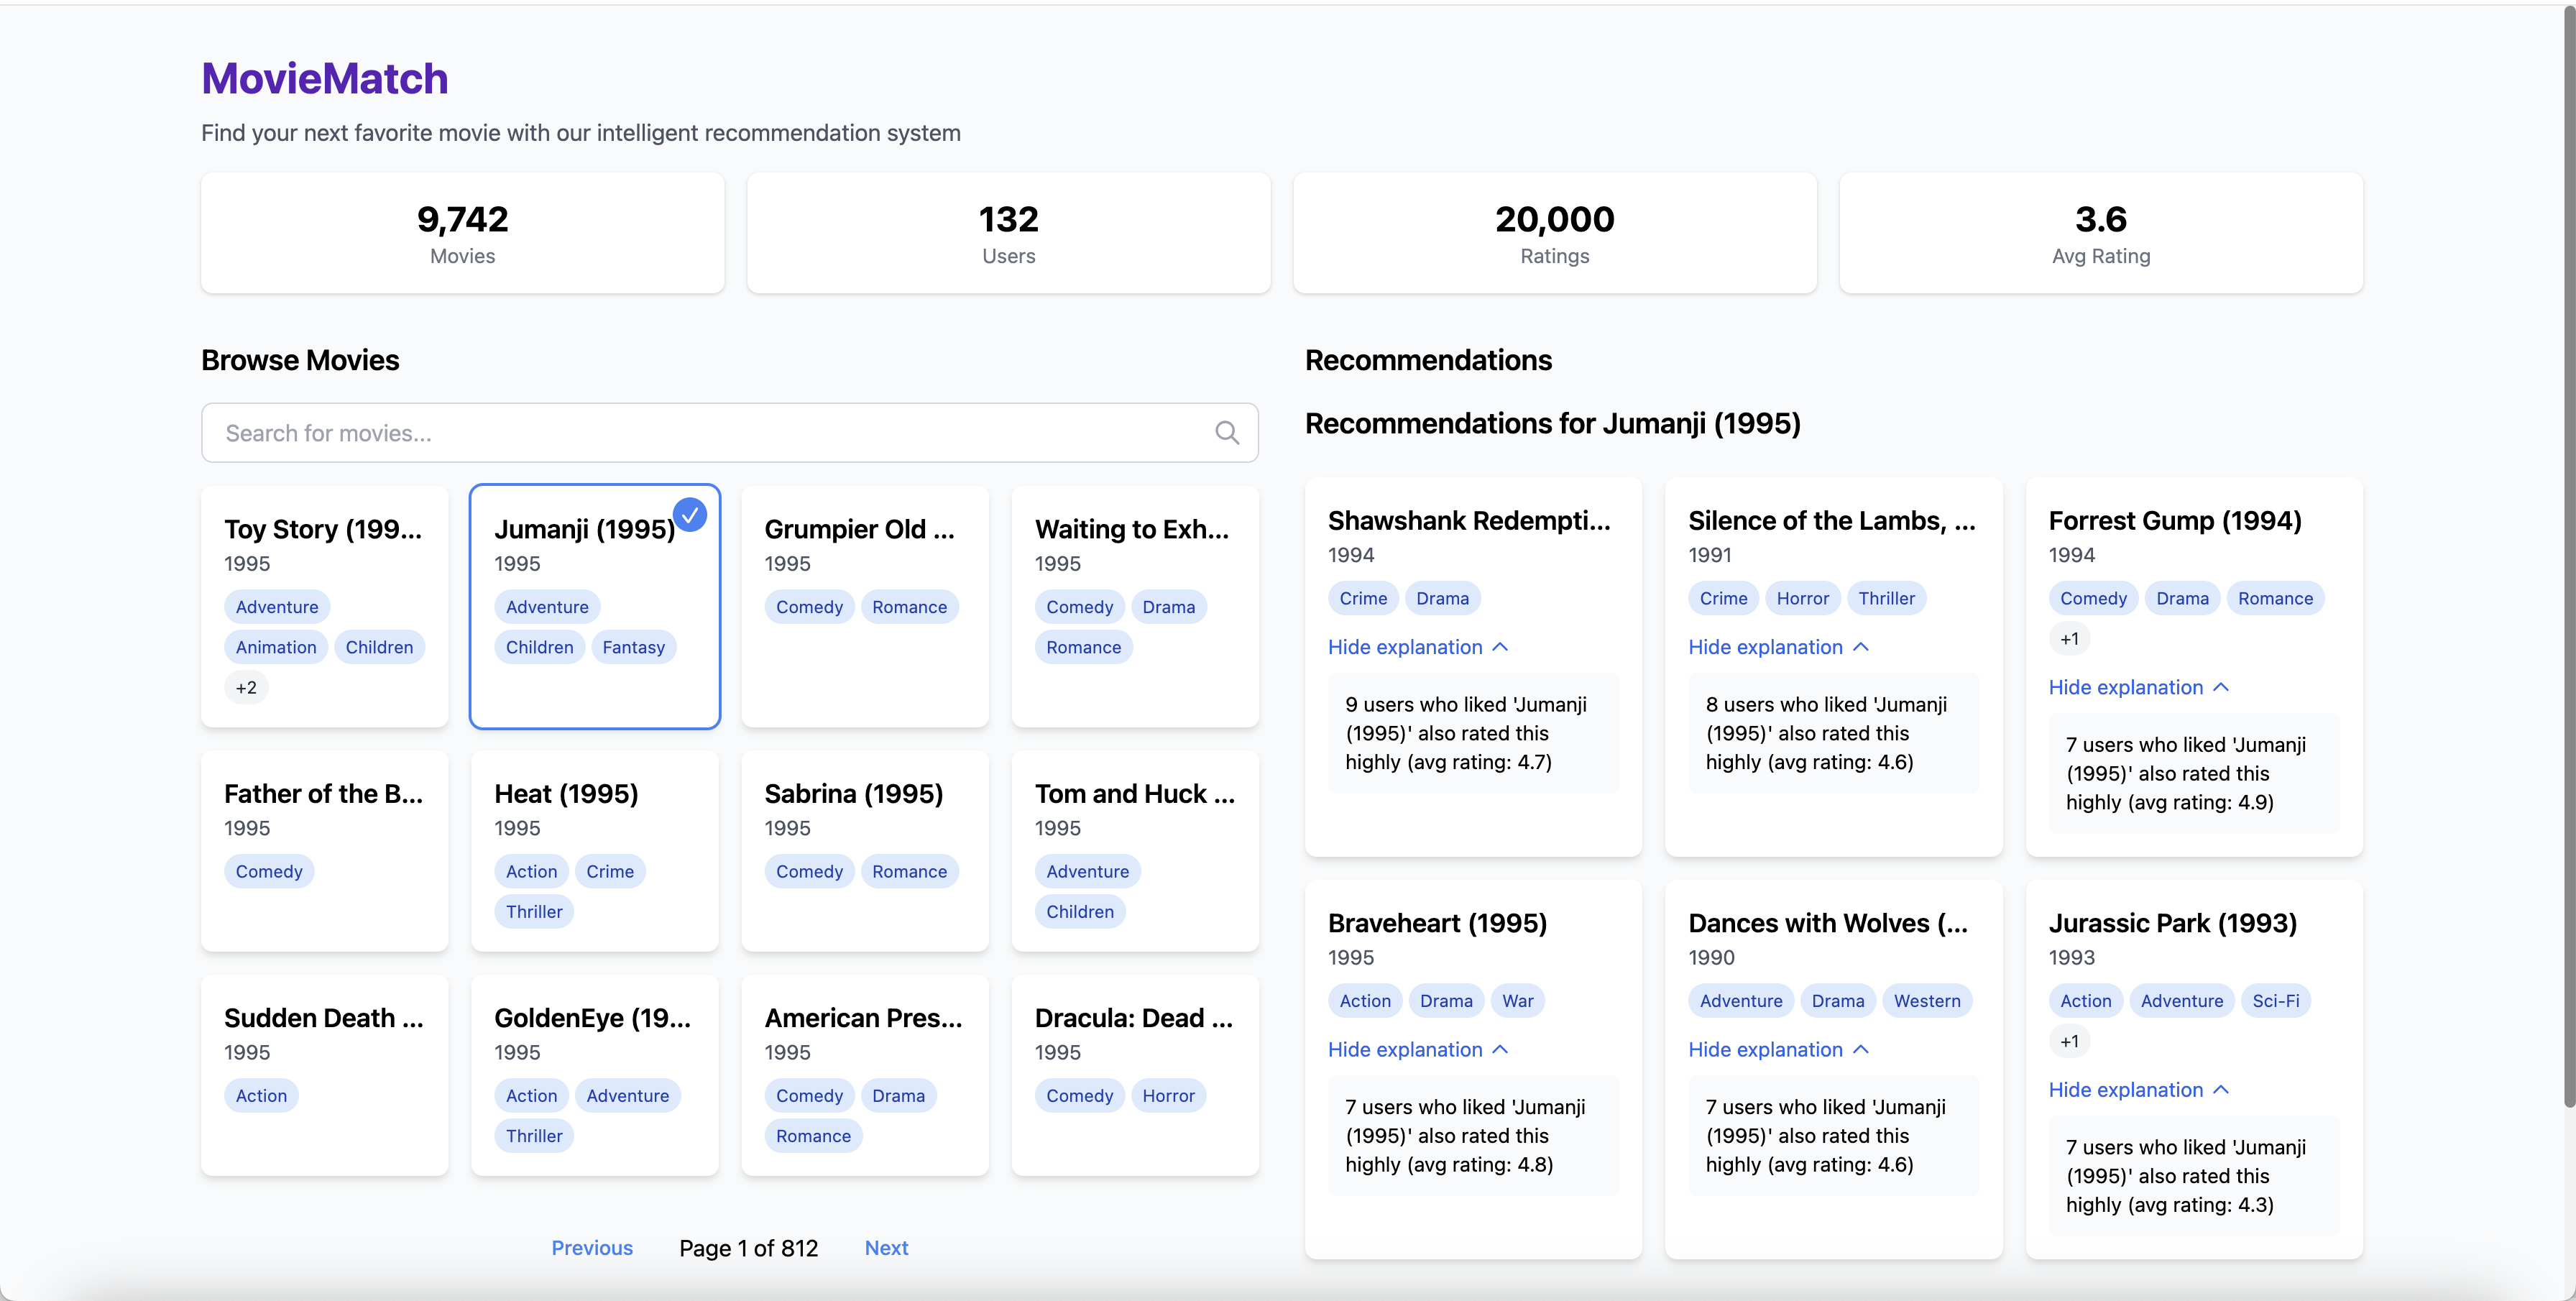 MovieMatch
Find your next favorite movie with our intelligent recommendation system
9,742
Movies
132
Users
20,000
Ratings
3.6
Avg Rating
Browse Movies
Search for movies...
Toy Story (199...
1995
Adventure
Animation Children
+2
Jumanji (1995)
1995
Adventure
Children Fantasy
Grumpier Old ...
1995
Comedy Romance
Waiting to Exh...
1995
Comedy Drama
Romance
Father of the B...
1995
Comedy
Heat (1995)
1995
Action Crime
Thriller
Sabrina (1995)
1995
Comedy Romance
Tom and Huck ...
1995
Adventure
Children
Sudden Death ...
1995
Action
GoldenEye (19...
1995
Action Adventure
Thriller
American Pres...
1995
Comedy Drama
Romance
Dracula: Dead ...
1995
Comedy Horror
Previous Page 1 of 812 Next
Recommendations
Recommendations for Jumanji (1995)
Shawshank Redempti...
1994
Crime Drama
Hide explanation
9 users who liked 'Jumanji
(1995)' also rated this
highly (avg rating: 4.7)
Silence of the Lambs, ...
1991
Crime Horror Thriller
Hide explanation
8 users who liked 'Jumanji
(1995)' also rated this
highly (avg rating: 4.6)
Forrest Gump (1994)
1994
Comedy Drama Romance
+1
Hide explanation
7 users who liked 'Jumanji
(1995)' also rated this
highly (avg rating: 4.9)
Braveheart (1995)
1995
Action Drama War
Hide explanation
7 users who liked 'Jumanji
(1995)' also rated this
highly (avg rating: 4.8)
Dances with Wolves (...
1990
Adventure Drama Western
Hide explanation
7 users who liked 'Jumanji
(1995)' also rated this
highly (avg rating: 4.6)
Jurassic Park (1993)
1993
Action Adventure Sci-Fi
+1
Hide explanation
7 users who liked 'Jumanji
(1995)' also rated this
highly (avg rating: 4.3)